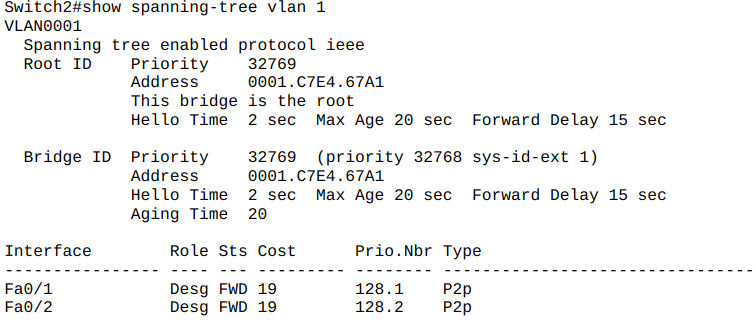 Switch2#show spanning-tree vlan 1
VLAN0001
  Spanning tree enabled protocol ieee
  Root ID    Priority    32769
             Address     0001.C7E4.67A1
             This bridge is the root
             Hello Time  2 sec  Max Age 20 sec  Forward Delay 15 sec

  Bridge ID  Priority    32769  (priority 32768 sys-id-ext 1)
             Address     0001.C7E4.67A1
             Hello Time  2 sec  Max Age 20 sec  Forward Delay 15 sec
             Aging Time  20

Interface        Role Sts Cost      Prio.Nbr Type
---------------- ---- --- --------- -------- --------------------------------
Fa0/1            Desg FWD 19        128.1    P2p
Fa0/2            Desg FWD 19        128.2    P2p